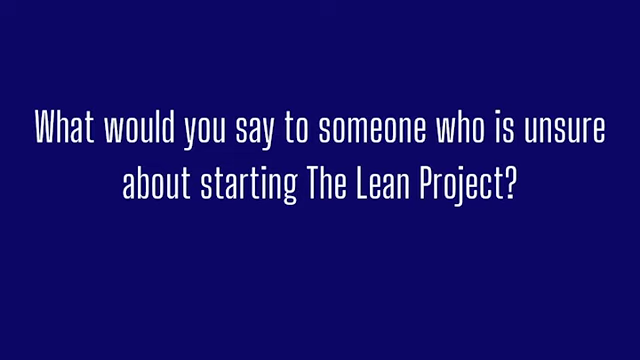 What would you say to someone who is unsure
about starting The Lean Project?